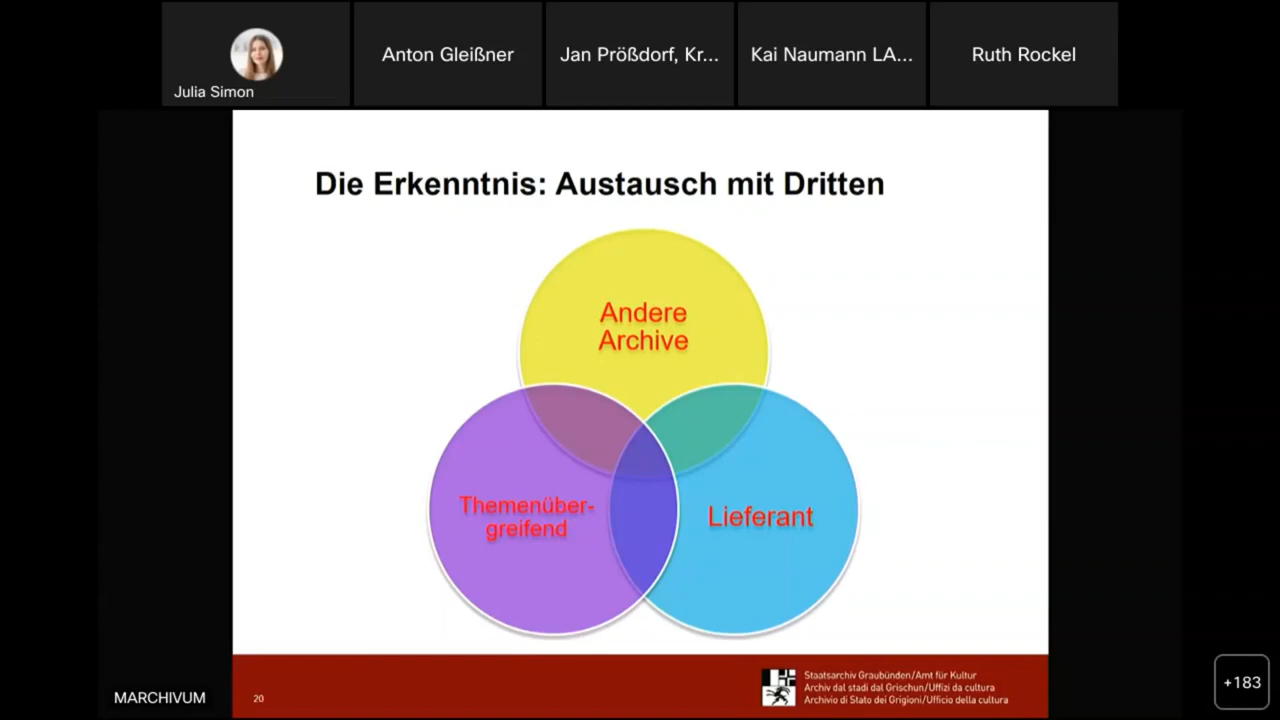 Julia Simon
Anton Gleißner
Jan Prößdorf, Kr...
Kai Naumann LA...
Ruth Rockel
Die Erkenntnis: Austausch mit Dritten
Andere
Archive
Themenüber-
greifend
Lieferant
MARCHIVUM
20
Staatsarchiv Graubünden/Amt für Kultur
Archiv dal stadi dal Grischun/Uffizi da cultura
Archivio di Stato dei Grigioni/Ufficio della cultura
+183